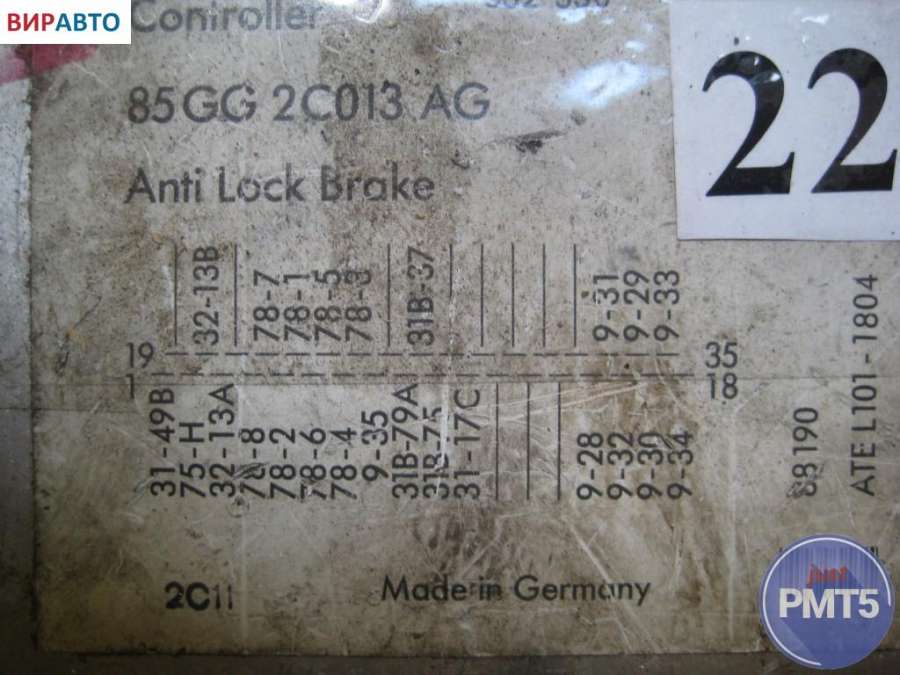 ВИРАВТО
Controller
85GG 2C013 AG
22
Anti Lock Brake
32-13B
78-7
78-1
78-5
78-3
31B-37
9-31
9-29
9-33
19
35
1
18
31-49B
75-H
32-13A
78-8
78-2
78-6
78-4
9-35
31B-79A
31B-75
31-17C
9-28
9-32
9-30
9-34
88190
ATE L101-1804
2C11
Made in Germany
just
PMT5